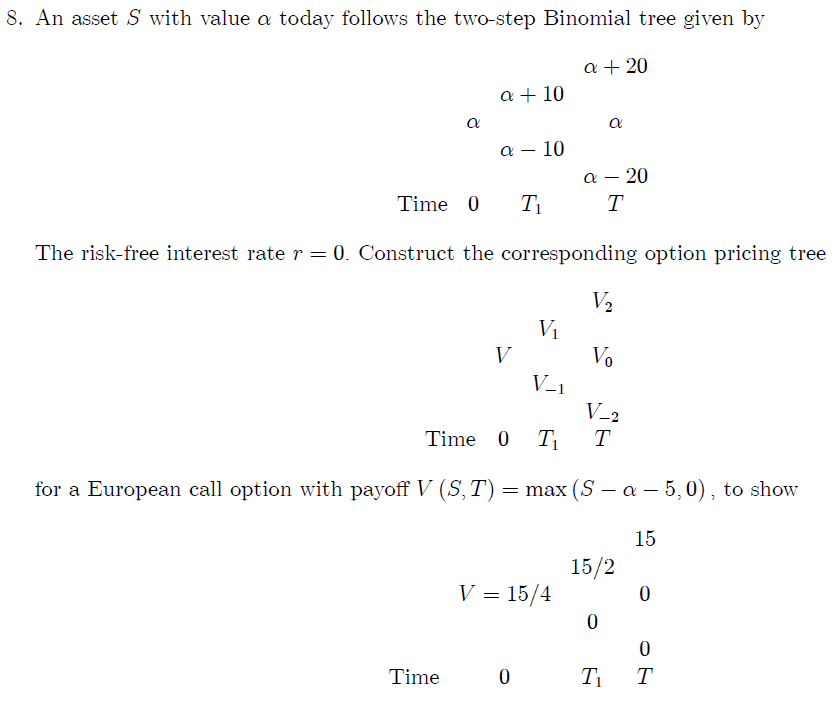 8. An asset S with value α today follows the two-step Binomial tree given by
α + 20
α + 10
α α
α − 10
α − 20
Time 0 T₁ T
The risk-free interest rate r = 0. Construct the corresponding option pricing tree
V₂
V₁
V V₀
V₋₁
V₋₂
Time 0 T₁ T
for a European call option with payoff V (S, T) = max (S − α − 5, 0) , to show
15
15/2
V = 15/4 0
0
0
Time 0 T₁ T